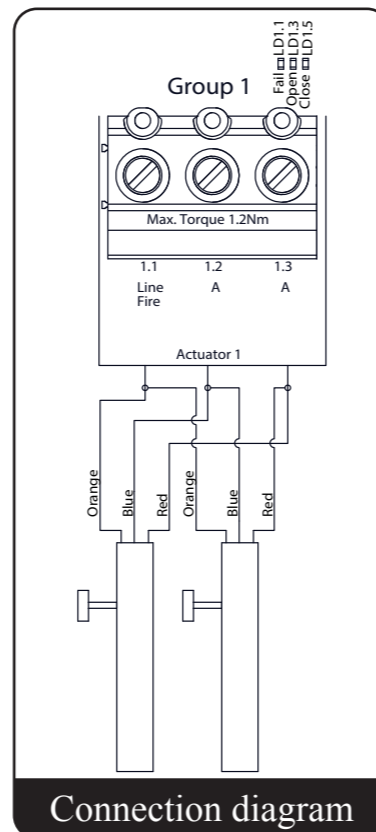 Fail LD1.1
Open LD1.3
Close LD1.5
Group 1
Max. Torque 1.2Nm
1.1 1.2 1.3
Line A A
Fire
Actuator 1
Orange Blue Red Orange Blue Red
Connection diagram